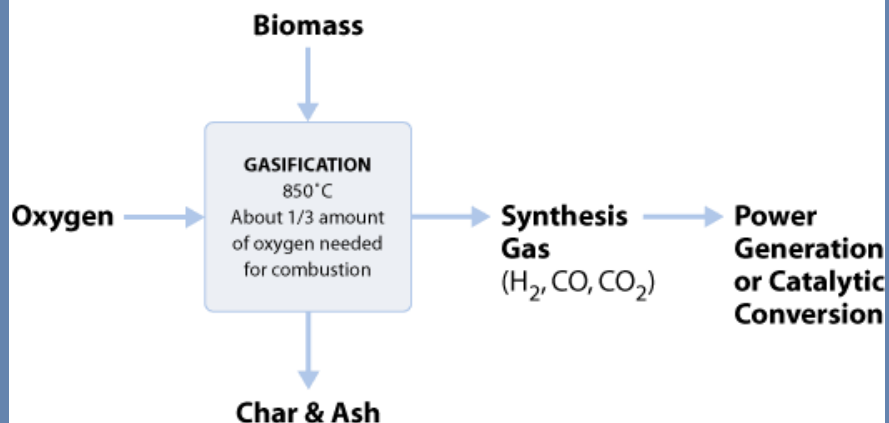 Biomass
GASIFICATION
850˚C
About 1/3 amount
of oxygen needed
for combustion
Oxygen
Synthesis
Gas
(H₂, CO, CO₂)
Power
Generation
or Catalytic
Conversion
Char & Ash